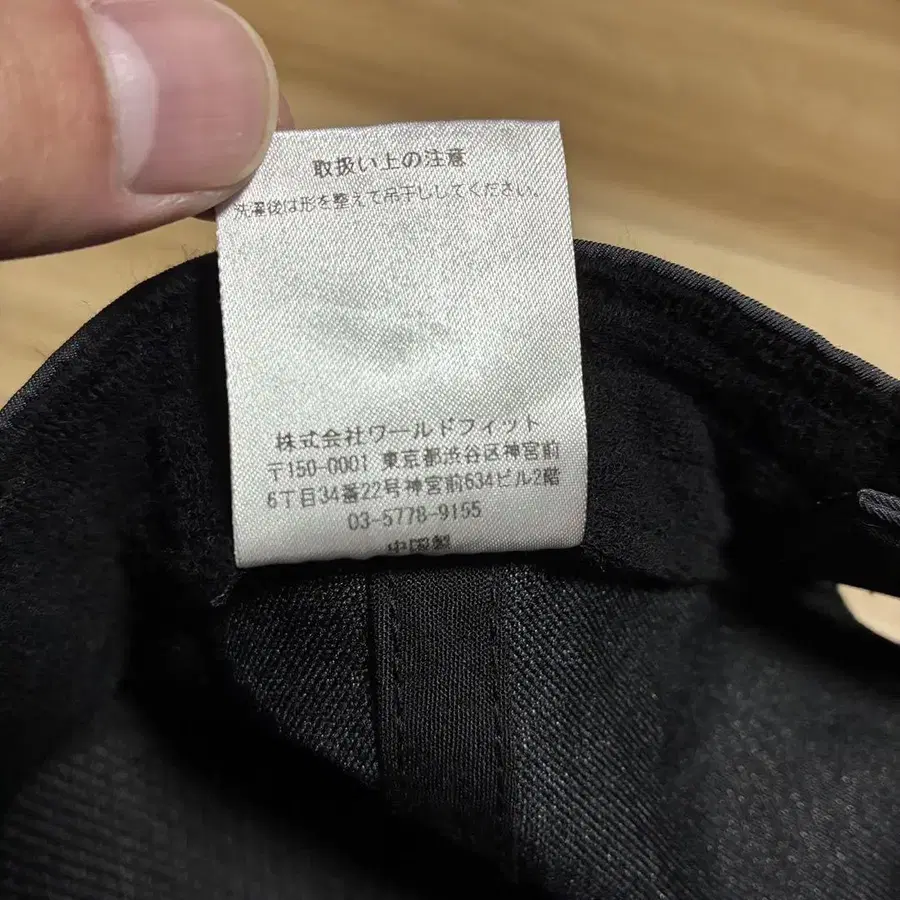 取扱い上の注意
洗濯後は形を整えて吊干ししてください。
株式会社ワールドフィット
〒150-0001 東京都渋谷区神宮前
6丁目34番22号神宮前634ビル2階
03-5778-9155
中国製